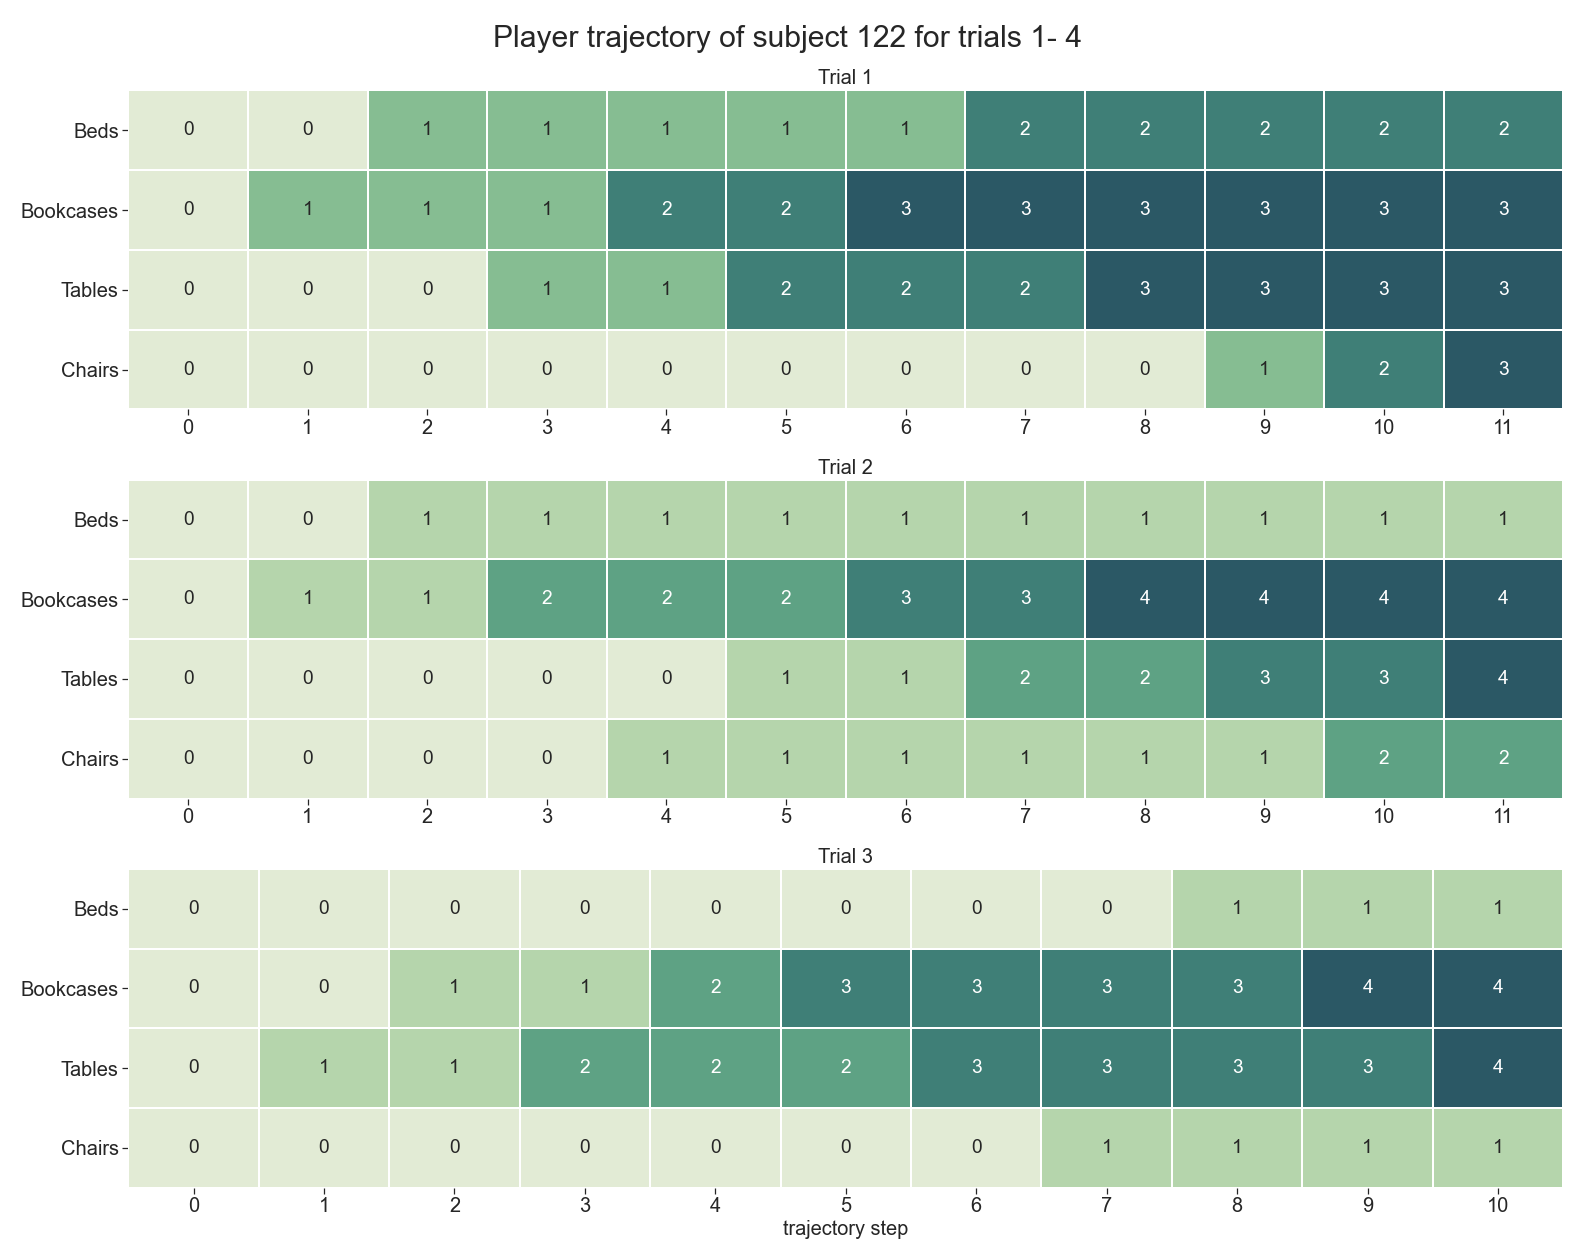 Player trajectory of subject 122 for trials 1- 4
Trial 1
Beds 0 0 1 1 1 1 1 2 2 2 2 2
Bookcases 0 1 1 1 2 2 3 3 3 3 3 3
Tables 0 0 0 1 1 2 2 2 3 3 3 3
Chairs 0 0 0 0 0 0 0 0 0 1 2 3
0 1 2 3 4 5 6 7 8 9 10 11
Trial 2
Beds 0 0 1 1 1 1 1 1 1 1 1 1
Bookcases 0 1 1 2 2 2 3 3 4 4 4 4
Tables 0 0 0 0 0 1 1 2 2 3 3 4
Chairs 0 0 0 0 1 1 1 1 1 1 2 2
0 1 2 3 4 5 6 7 8 9 10 11
Trial 3
Beds 0 0 0 0 0 0 0 0 1 1 1
Bookcases 0 0 1 1 2 3 3 3 3 4 4
Tables 0 1 1 2 2 2 3 3 3 3 4
Chairs 0 0 0 0 0 0 0 1 1 1 1
0 1 2 3 4 5 6 7 8 9 10
trajectory step